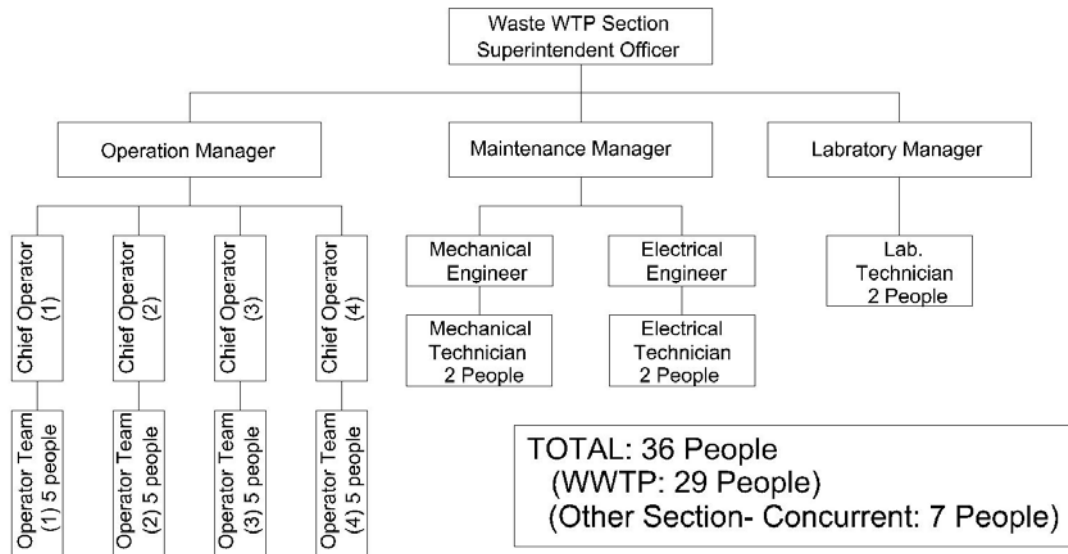 Waste WTP Section
Superintendent Officer
Operation Manager
Maintenance Manager
Labratory Manager
Chief Operator
(1)
Chief Operator
(2)
Chief Operator
(3)
Chief Operator
(4)
Mechanical
Engineer
Electrical
Engineer
Lab.
Technician
2 People
Mechanical
Technician
2 People
Electrical
Technician
2 People
Operator Team
(1) 5 people
Operator Team
(2) 5 people
Operator Team
(3) 5 people
Operator Team
(4) 5 people
TOTAL: 36 People
(WWTP: 29 People)
(Other Section- Concurrent: 7 People)